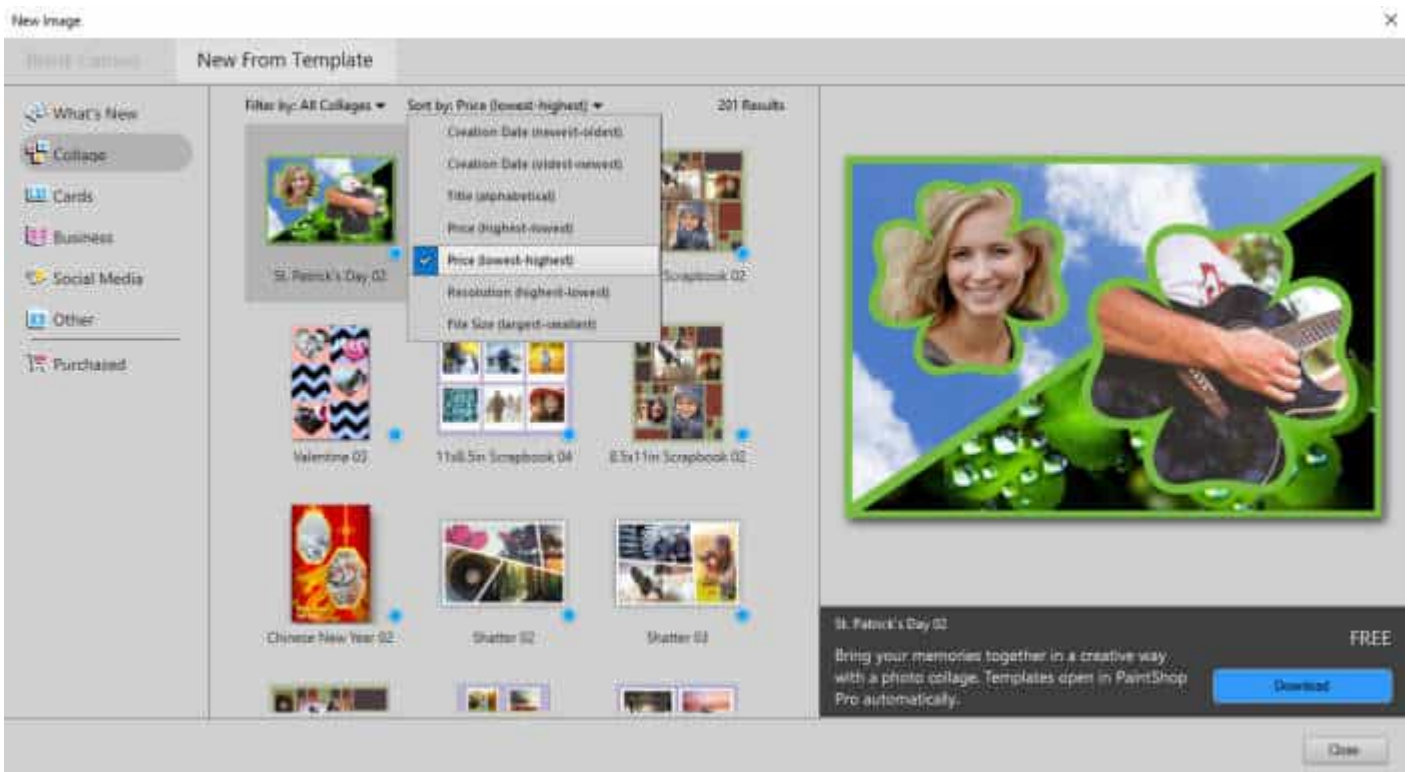 New Image
Blank Canvas
New From Template
What's New
Collage
Cards
Business
Social Media
Other
Purchased
Filter by: All Collages
Sort by: Price (lowest-highest)
201 Results
Creation Date (newest-oldest)
Creation Date (oldest-newest)
Title (alphabetical)
Price (highest-lowest)
Price (lowest-highest)
Resolution (highest-lowest)
File Size (largest-smallest)
St. Patrick's Day 02
Scrapbook 02
Valentine 03
11x8.5in Scrapbook 04
8.5x11in Scrapbook 02
Chinese New Year 02
Shatter 02
Shatter 03
St. Patrick's Day 02
FREE
Bring your memories together in a creative way
with a photo collage. Templates open in PaintShop
Pro automatically.
Download
Close